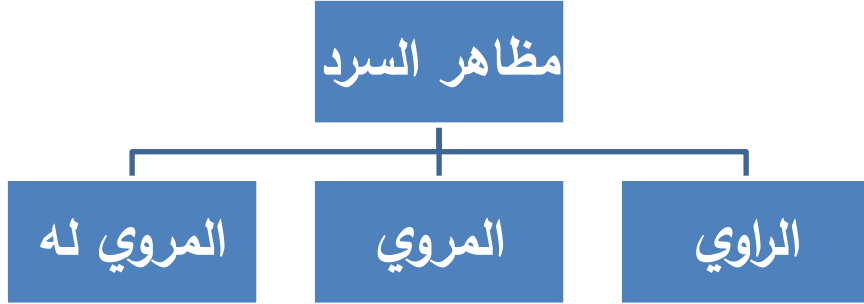 مظاهر السرد
الراوي
المروي
المروي له